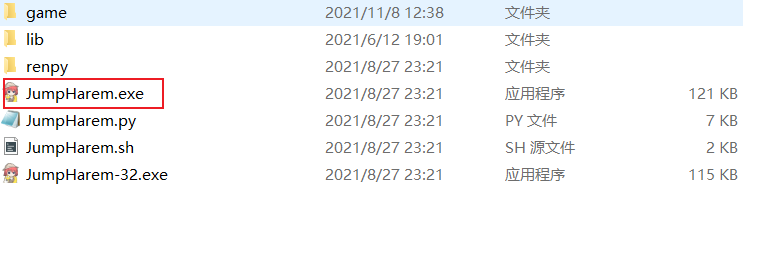 game 2021/11/8 12:38 文件夹
lib 2021/6/12 19:01 文件夹
renpy 2021/8/27 23:21 文件夹
JumpHarem.exe 2021/8/27 23:21 应用程序 121 KB
JumpHarem.py 2021/8/27 23:21 PY 文件 7 KB
JumpHarem.sh 2021/8/27 23:21 SH 源文件 2 KB
JumpHarem-32.exe 2021/8/27 23:21 应用程序 115 KB